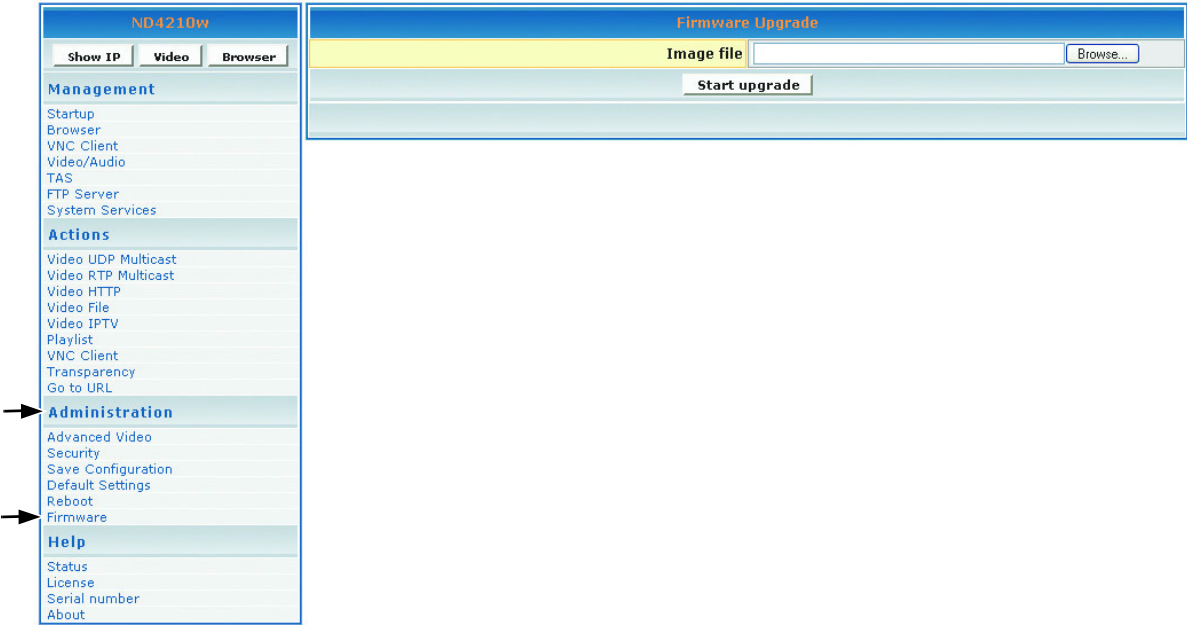 ND4210w
Show IP Video Browser
Management
Startup
Browser
VNC Client
Video/Audio
TAS
FTP Server
System Services
Actions
Video UDP Multicast
Video RTP Multicast
Video HTTP
Video File
Video IPTV
Playlist
VNC Client
Transparency
Go to URL
Administration
Advanced Video
Security
Save Configuration
Default Settings
Reboot
Firmware
Help
Status
License
Serial number
About
Firmware Upgrade
Image file Browse...
Start upgrade